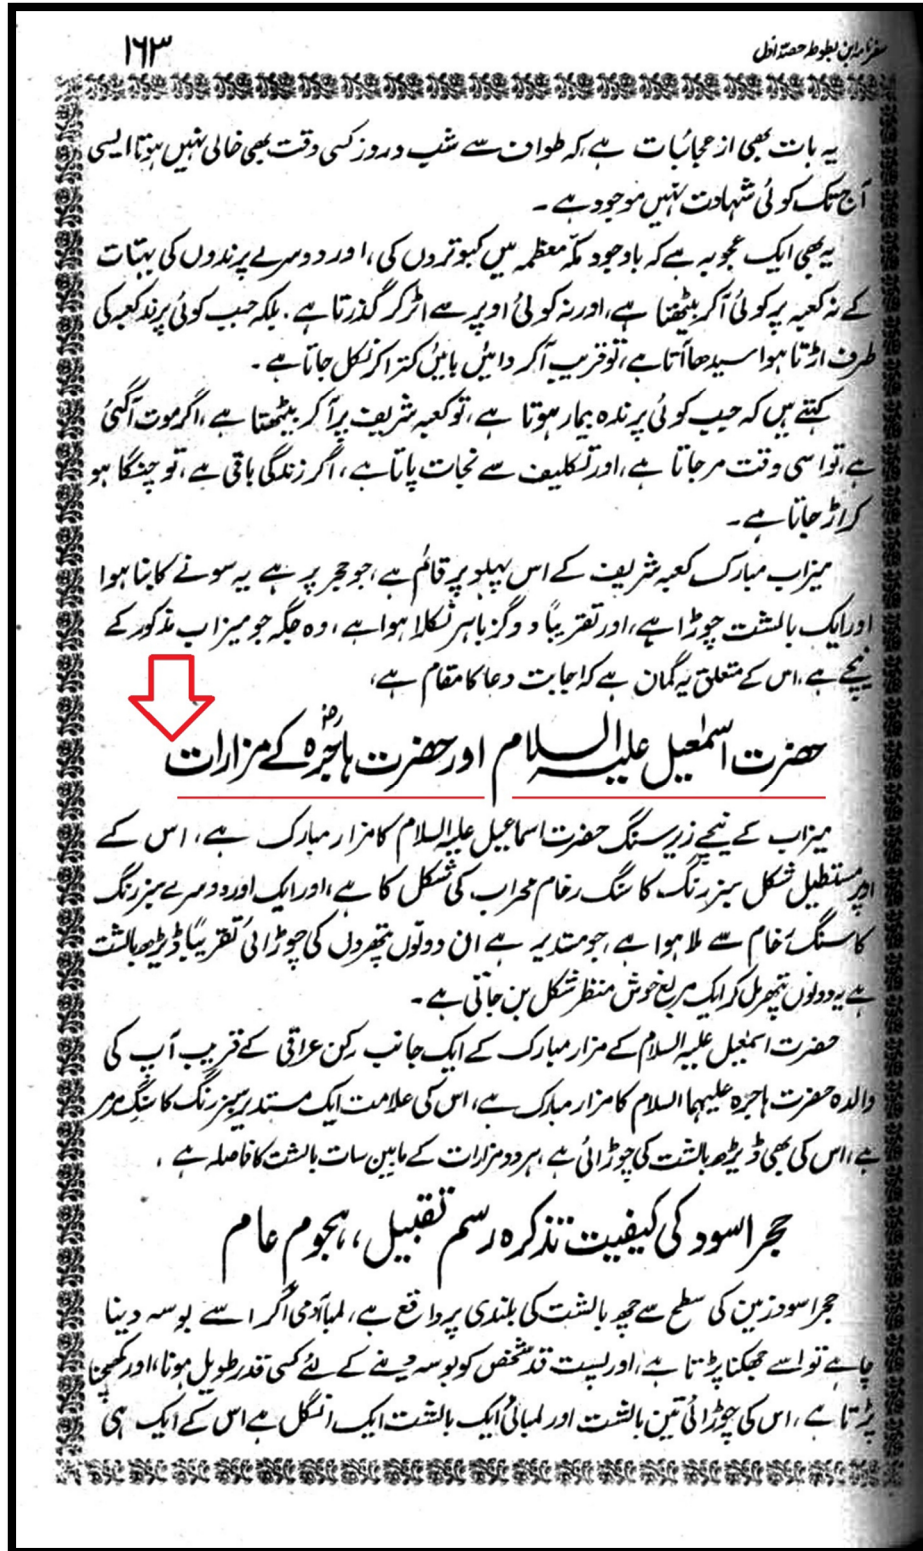 سفرنامہ ابن بطوطہ حصہ اول
۱۶۳
یہ بات بھی از عجائبات ہے کہ طواف سے شب و روز کسی وقت بھی خالی نہیں ہوتا ایسی
آج تک کوئی شہادت نہیں موجود ہے ۔
یہ بھی ایک عجوبہ ہے کہ باوجود مکہ معظمہ میں کبوتروں کی، اور دوسرے پرندوں کی بہتات
کے نہ کعبہ پر کوئی آکر بیٹھتا ہے، اور نہ کوئی اوپر سے اڑ کر گذرتا ہے . بلکہ جب کوئی پرند کعبہ کی
طرف اڑتا ہوا سیدھا آتا ہے، تو قریب آکر دائیں بائیں کترا کر نکل جاتا ہے ۔
کہتے ہیں کہ جب کوئی پرندہ بیمار ہوتا ہے، تو کعبہ شریف پر آ کر بیٹھتا ہے، اگر موت آگئی
ہے، تو اسی وقت مر جاتا ہے، اور تکلیف سے نجات پاتا ہے، اگر زندگی باقی ہے، تو چنگا ہو
کر اڑ جاتا ہے ۔
میزاب مبارک کعبہ شریف کے اس پہلو پر قائم ہے، جو حجر پر ہے یہ سونے کا بنا ہوا
اور ایک بالشت چوڑا ہے، اور تقریباً دو گز باہر نکلا ہوا ہے، وہ جگہ جو میزاب مذکور کے
نیچے ہے، اس کے متعلق یہ گمان ہے کہ اجابت دعا کا مقام ہے،
حضرت اسمٰعیل علیہ السلام اور حضرت ہاجرہؓ کے مزارات
میزاب کے نیچے زیر سنگ حضرت اسماعیل علیہ السلام کا مزار مبارک ہے، اس کے
اوپر مستطیل شکل سبز رنگ کا سنگ رخام محراب کی شکل کا ہے، اور ایک اور دوسرے سبز رنگ
کا سنگ رخام سے ملا ہوا ہے، جو مستدیر ہے ان دونوں پتھروں کی چوڑائی تقریباً ڈیڑھ بالشت
ہے یہ دونوں پتھر مل کر ایک مربع خوش منظر شکل بن جاتی ہے ۔
حضرت اسمٰعیل علیہ السلام کے مزار مبارک کے ایک جانب رکن عراقی کے قریب آپ کی
والدہ حضرت ہاجرہ علیہا السلام کا مزار مبارک ہے، اس کی علامت ایک مستدیر سبز رنگ کا سنگ مرمر
ہے، اس کی بھی ڈیڑھ بالشت کی چوڑائی ہے، ہر دو مزارات کے مابین سات بالشت کا فاصلہ ہے ،
حجر اسود کی کیفیت تذکرہ رسم تقبیل، ہجوم عام
حجر اسود زمین کی سطح سے چھ بالشت کی بلندی پر واقع ہے، لمبا آدمی اگر اسے بوسہ دینا
چاہے تو اسے جھکنا پڑتا ہے، اور پست قد شخص کو بوسہ دینے کے لئے کسی قدر طویل ہونا، اور کھچنا
پڑتا ہے، اس کی چوڑائی تین بالشت اور لمبائی ایک بالشت ایک انگل ہے اس کے ایک ہی